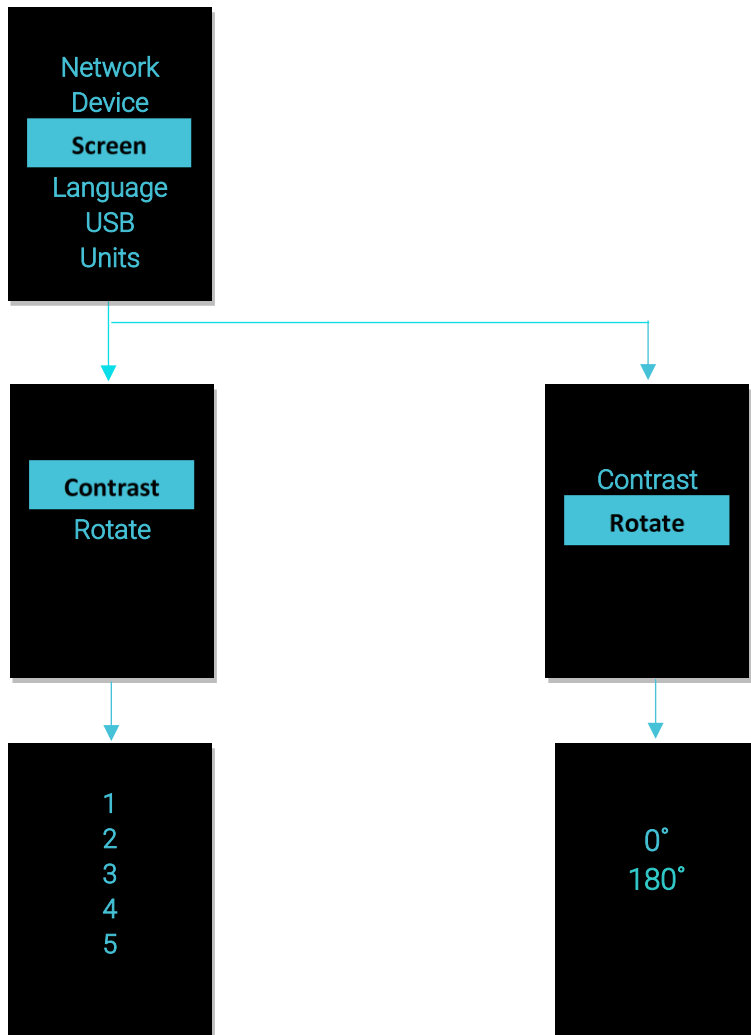 Network
Device
Screen
Language
USB
Units
Contrast
Rotate
Contrast
Rotate
1
2
3
4
5
0°
180°